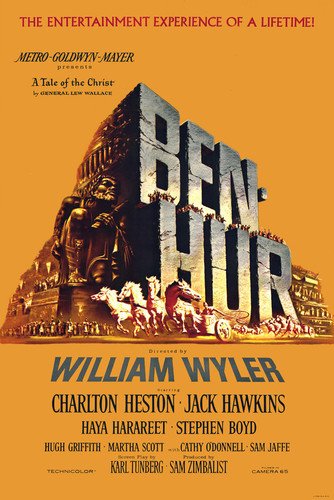 THE ENTERTAINMENT EXPERIENCE OF A LIFETIME!
METRO-GOLDWYN-MAYER
presents
A Tale of the Christ
by GENERAL LEW WALLACE
BEN-
HUR
Directed by
WILLIAM WYLER
Starring
CHARLTON HESTON · JACK HAWKINS
HAYA HARAREET · STEPHEN BOYD
HUGH GRIFFITH · MARTHA SCOTT with CATHY O'DONNELL · SAM JAFFE
Screen Play by Produced by
KARL TUNBERG · SAM ZIMBALIST
TECHNICOLOR®
FILMED IN
CAMERA 65